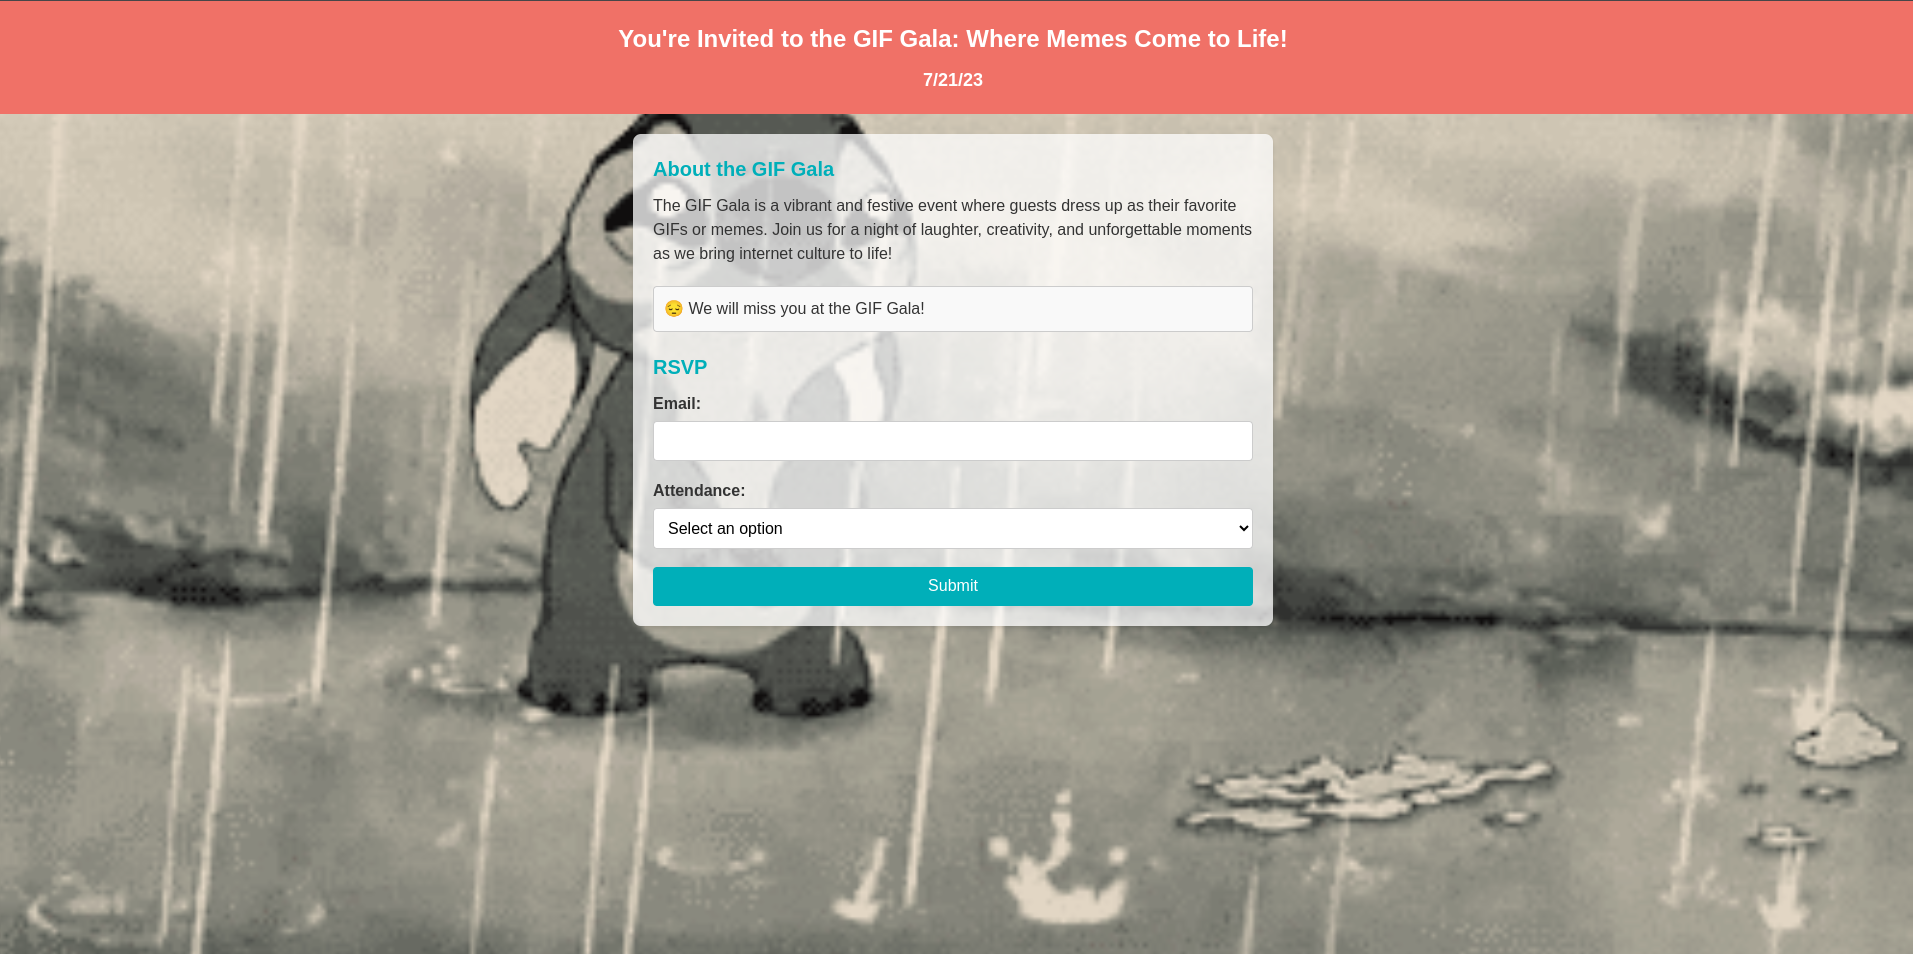 You're Invited to the GIF Gala: Where Memes Come to Life!
7/21/23
About the GIF Gala
The GIF Gala is a vibrant and festive event where guests dress up as their favorite
GIFs or memes. Join us for a night of laughter, creativity, and unforgettable moments
as we bring internet culture to life!
😔 We will miss you at the GIF Gala!
RSVP
Email:
Attendance:
Select an option
Submit